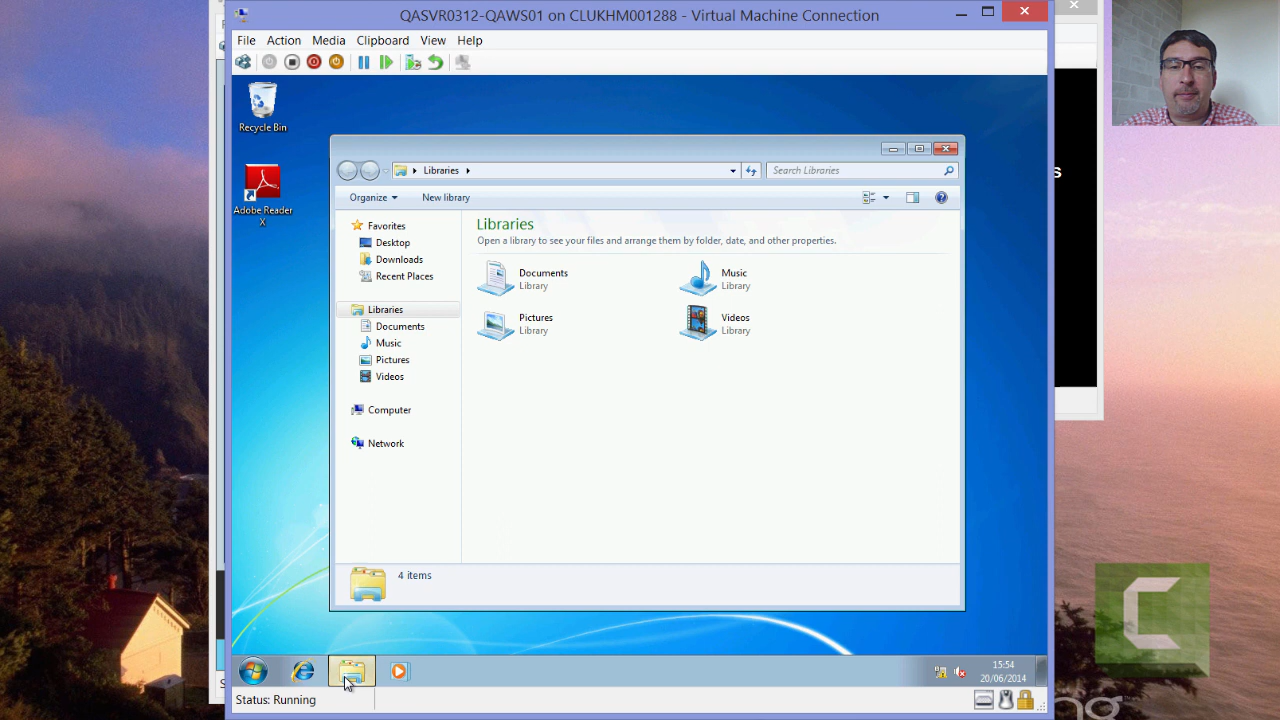 QASVR0312-QAWS01 on CLUKHM001288 - Virtual Machine Connection
File Action Media Clipboard View Help
Recycle Bin
Adobe Reader
X
Libraries
Search Libraries
Organize New library
Favorites
Desktop
Downloads
Recent Places
Libraries
Documents
Music
Pictures
Videos
Computer
Network
Libraries
Open a library to see your files and arrange them by folder, date, and other properties.
Documents
Library
Music
Library
Pictures
Library
Videos
Library
4 items
15:54
20/06/2014
Status: Running